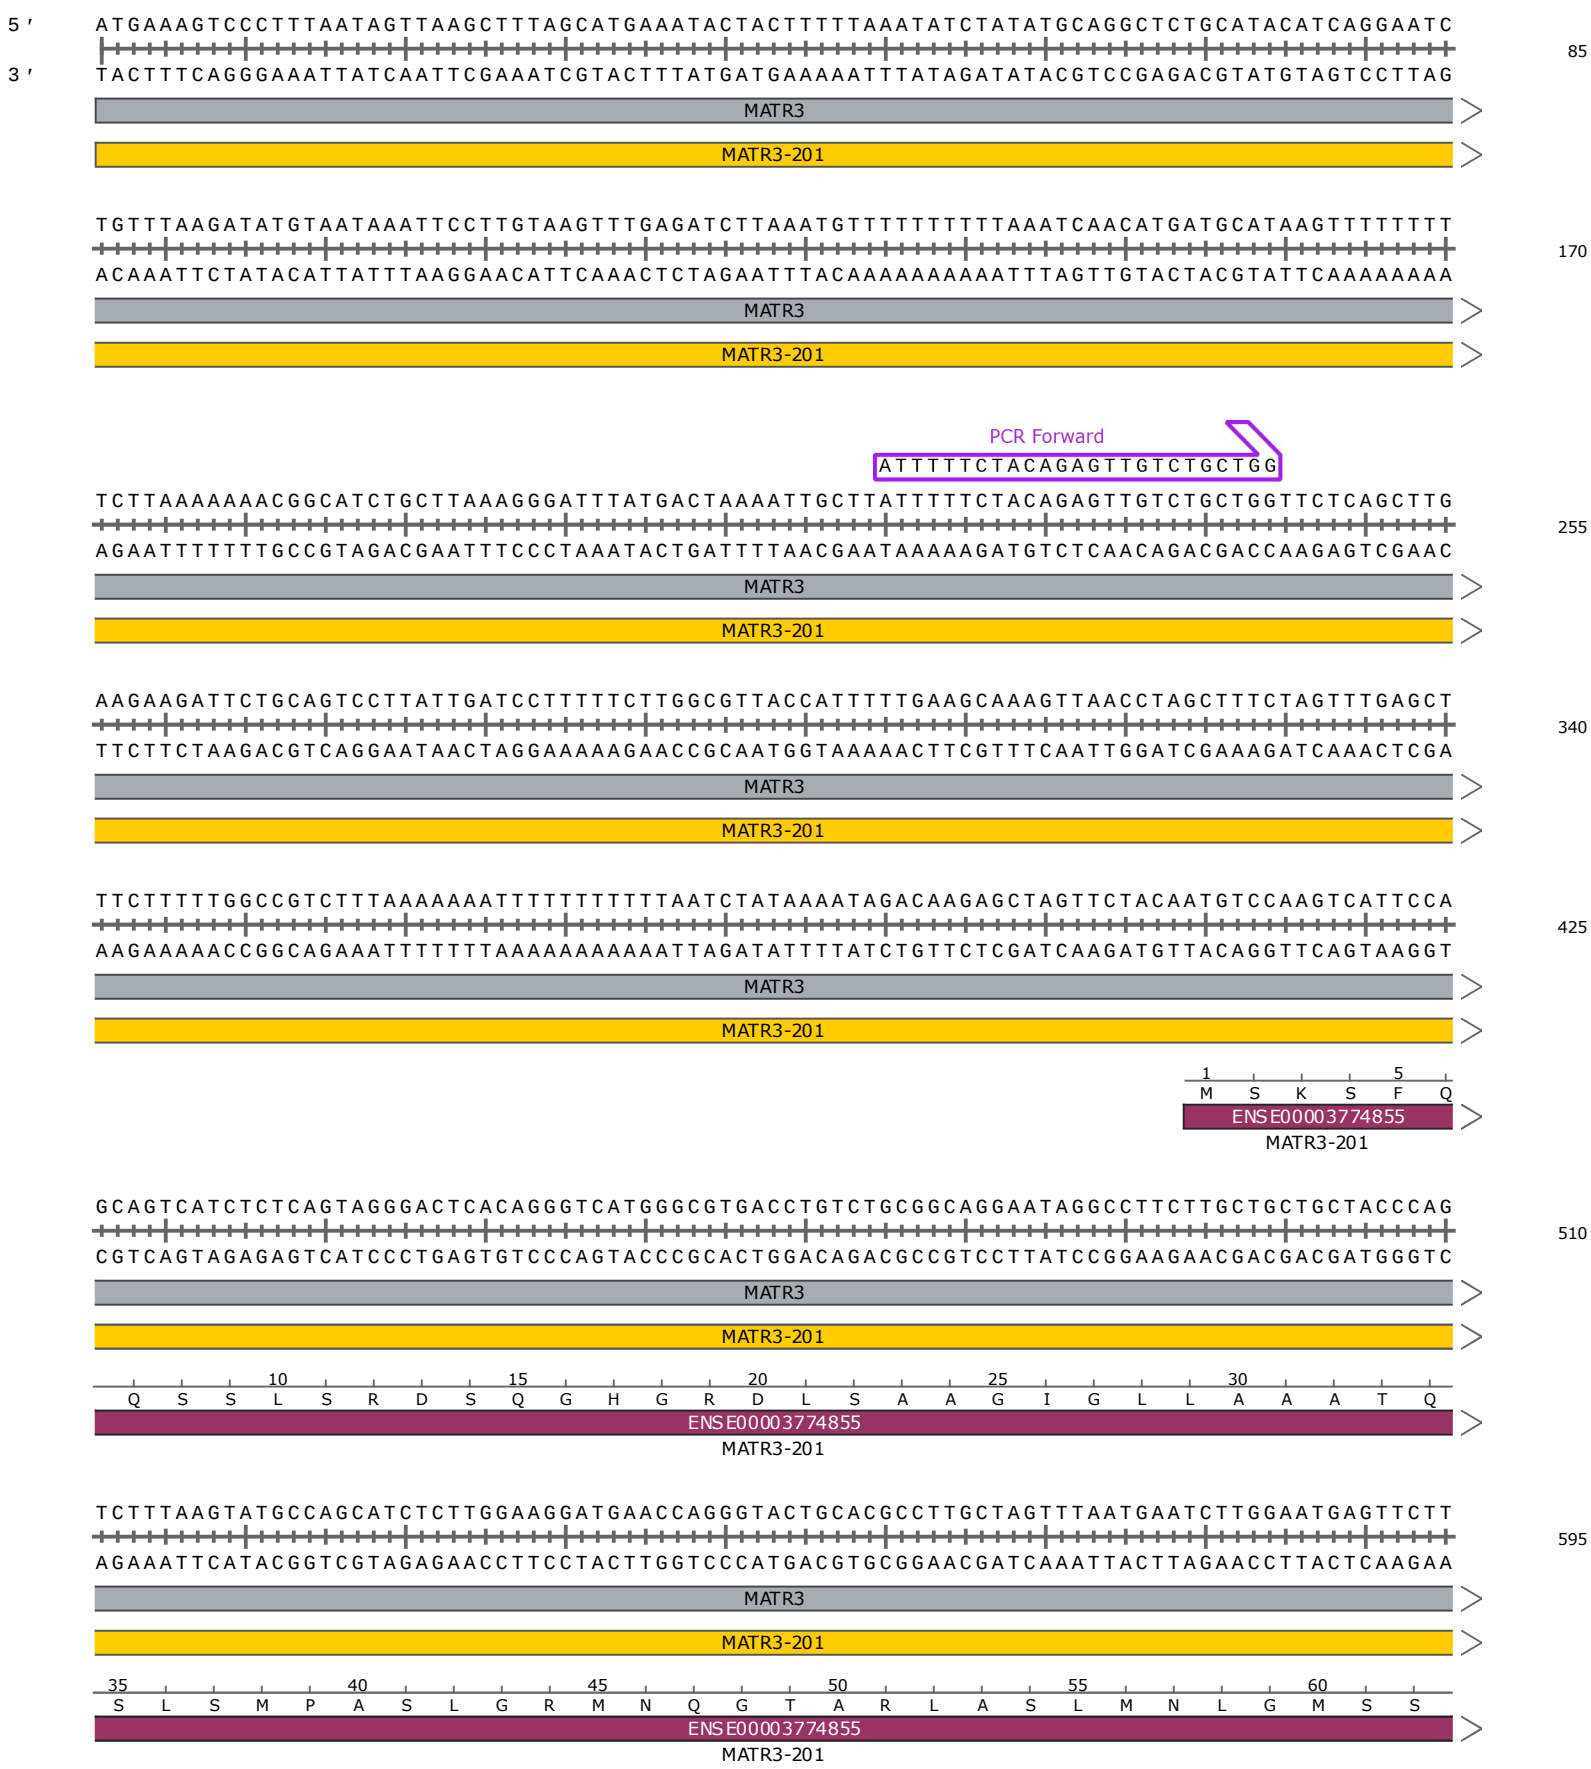 5 ' ATGAAAGTCCCTTTAATAGTTAAGCTTTAGCATGAAATACTACTTTTTAAATATCTATATGCAGGCTCTGCATACATCAGGAATC
85
3 ' TACTTTCAGGGAAATTATCAATTCGAAATCGTACTTTATGATGAAAAATTTATAGATATACGTCCGAGACGTATGTAGTCCTTAG
MATR3
MATR3-201
TGTTTAAGATATGTAATAAATTCCTTGTAAGTTTGAGATCTTAAATGTTTTTTTTTTAAATCAACATGATGCATAAGTTTTTTTT
170
ACAAATTCTATACATTATTTAAGGAACATTCAAACTCTAGAATTTACAAAAAAAAAATTTAGTTGTACTACGTATTCAAAAAAAA
MATR3
MATR3-201
PCR Forward
ATTTTTCTACAGAGTTGTCTGCTGG
TCTTAAAAAAACGGCATCTGCTTAAAGGGATTTATGACTAAAATTGCTTATTTTTCTACAGAGTTGTCTGCTGGTTCTCAGCTTG
255
AGAATTTTTTTGCCGTAGACGAATTTCCCTAAATACTGATTTTAACGAATAAAAAGATGTCTCAACAGACGACCAAGAGTCGAAC
MATR3
MATR3-201
AAGAAGATTCTGCAGTCCTTATTGATCCTTTTTCTTGGCGTTACCATTTTTGAAGCAAAGTTAACCTAGCTTTCTAGTTTGAGCT
340
TTCTTCTAAGACGTCAGGAATAACTAGGAAAAAGAACCGCAATGGTAAAAACTTCGTTTCAATTGGATCGAAAGATCAAACTCGA
MATR3
MATR3-201
TTCTTTTTGGCCGTCTTTAAAAAAATTTTTTTTTTTAATCTATAAAATAGACAAGAGCTAGTTCTACAATGTCCAAGTCATTCCA
425
AAGAAAAACCGGCAGAAATTTTTTTAAAAAAAAAAATTAGATATTTTATCTGTTCTCGATCAAGATGTTACAGGTTCAGTAAGGT
MATR3
MATR3-201
1 5
M S K S F Q
ENSE00003774855
MATR3-201
GCAGTCATCTCTCAGTAGGGACTCACAGGGTCATGGGCGTGACCTGTCTGCGGCAGGAATAGGCCTTCTTGCTGCTGCTACCCAG
510
CGTCAGTAGAGAGTCATCCCTGAGTGTCCCAGTACCCGCACTGGACAGACGCCGTCCTTATCCGGAAGAACGACGACGATGGGTC
MATR3
MATR3-201
10 15 20 25 30
Q S S L S R D S Q G H G R D L S A A G I G L L A A A T Q
ENSE00003774855
MATR3-201
TCTTTAAGTATGCCAGCATCTCTTGGAAGGATGAACCAGGGTACTGCACGCCTTGCTAGTTTAATGAATCTTGGAATGAGTTCTT
595
AGAAATTCATACGGTCGTAGAGAACCTTCCTACTTGGTCCCATGACGTGCGGAACGATCAAATTACTTAGAACCTTACTCAAGAA
MATR3
MATR3-201
35 40 45 50 55 60
S L S M P A S L G R M N Q G T A R L A S L M N L G M S S
ENSE00003774855
MATR3-201